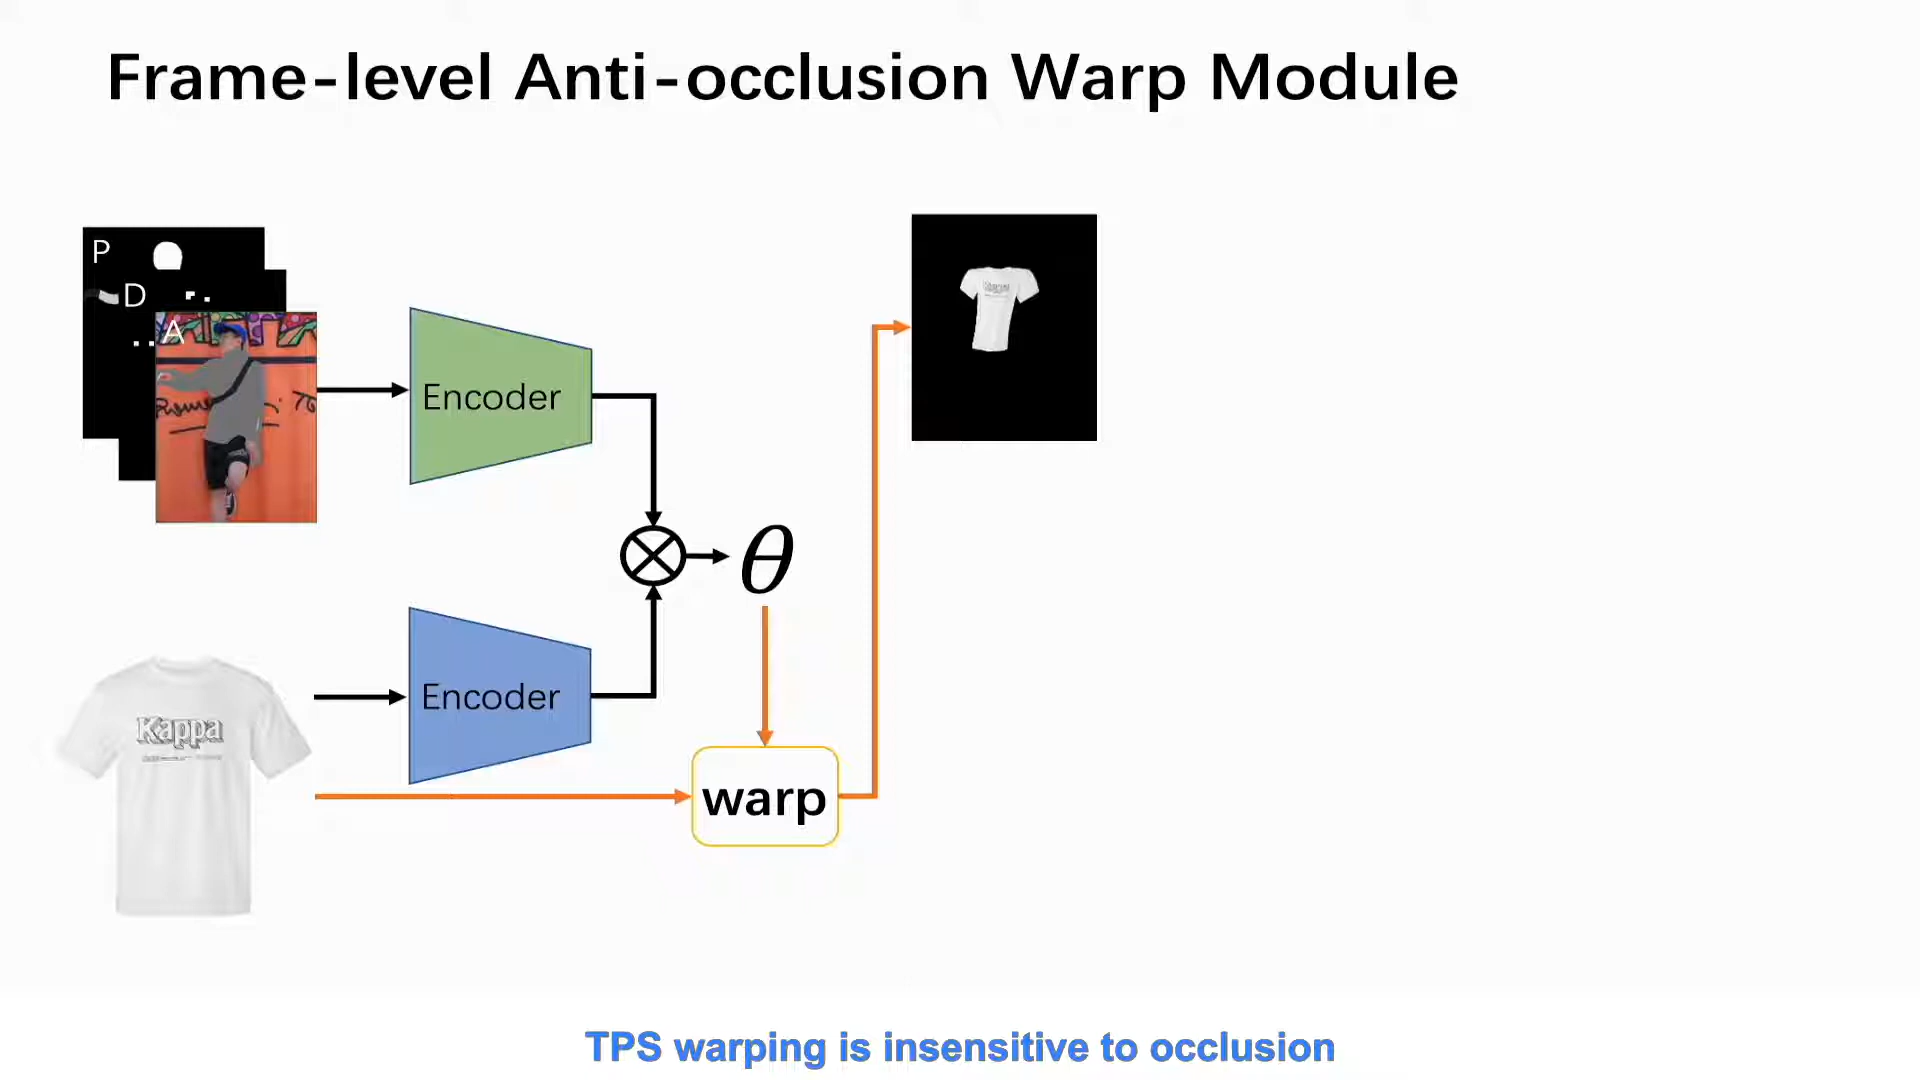 Frame-level Anti-occlusion Warp Module
P
D
A
Encoder
θ
Encoder
Kappa
warp
TPS warping is insensitive to occlusion